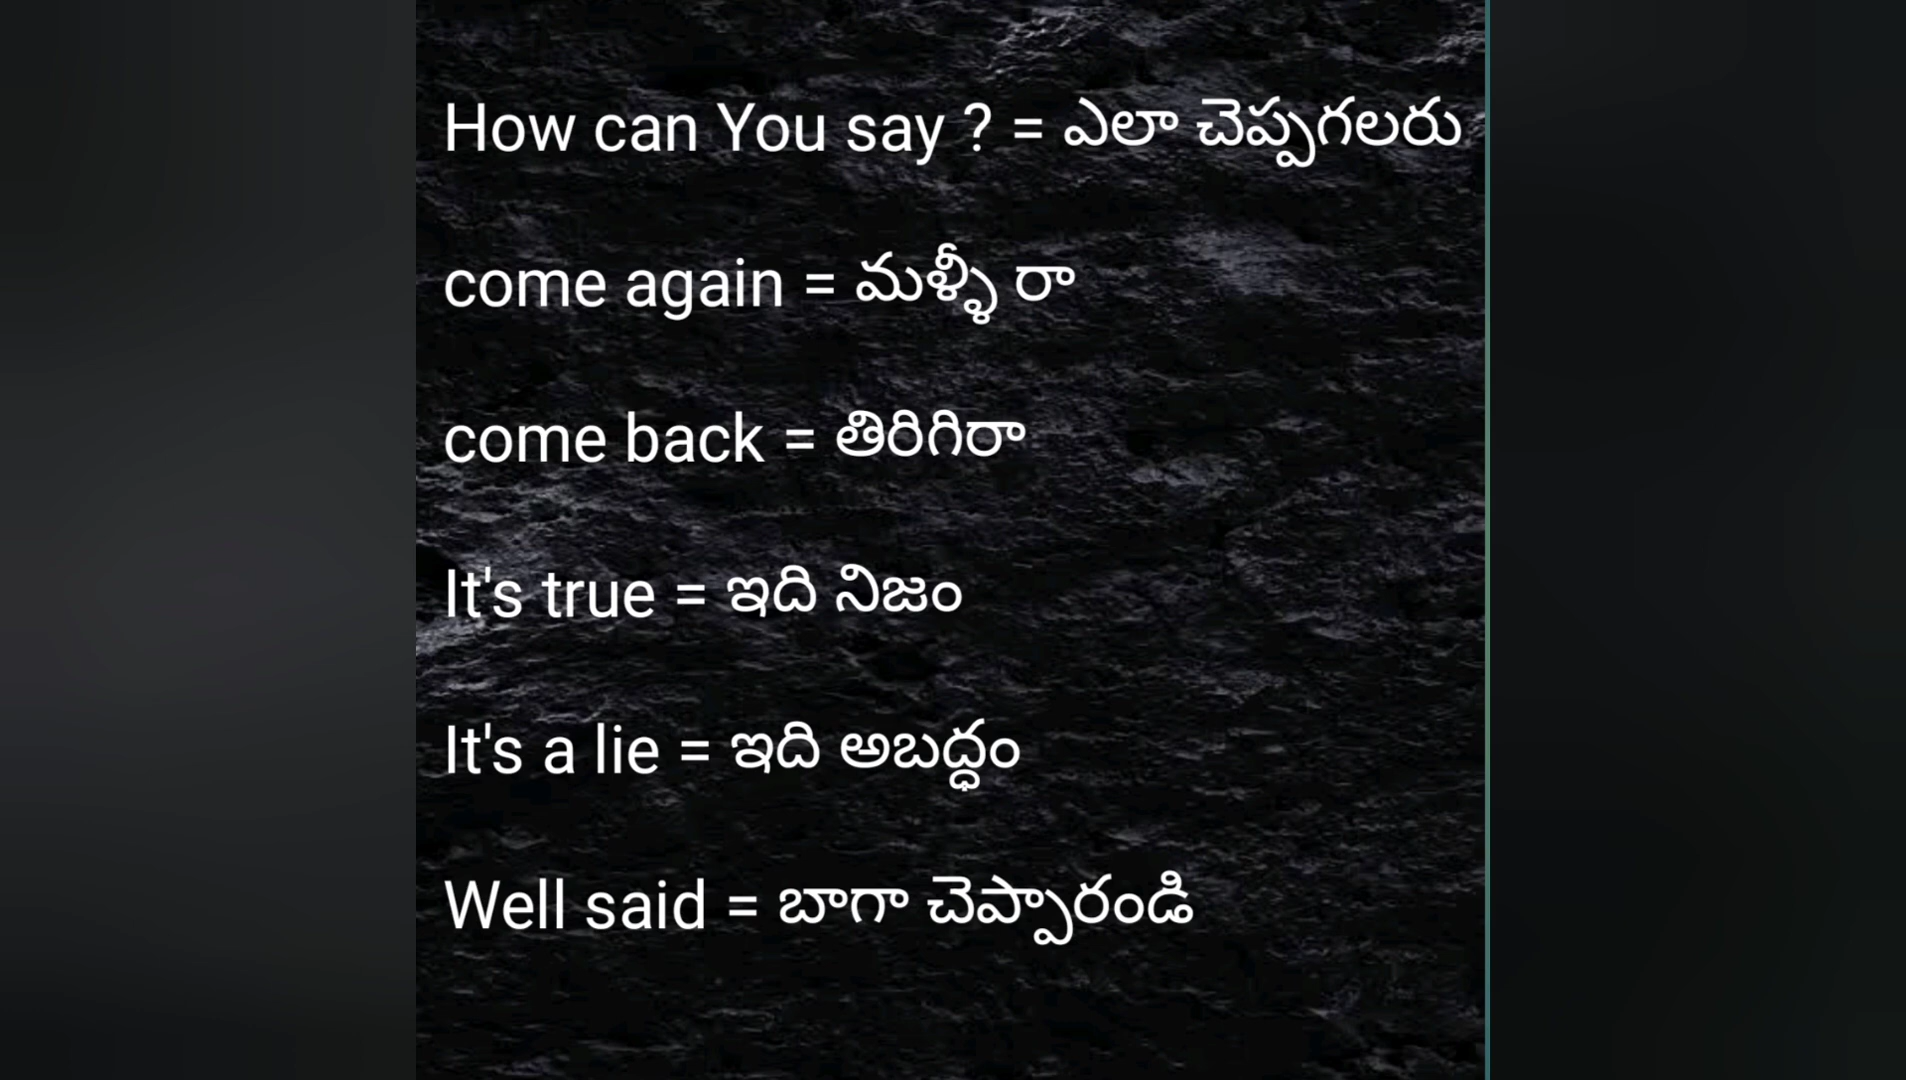 How can You say ? = ఎలా చెప్పగలరు
come again = మళ్ళీ రా
come back = తిరిగిరా
It's true = ఇది నిజం
It's a lie = ఇది అబద్ధం
Well said = బాగా చెప్పారండి